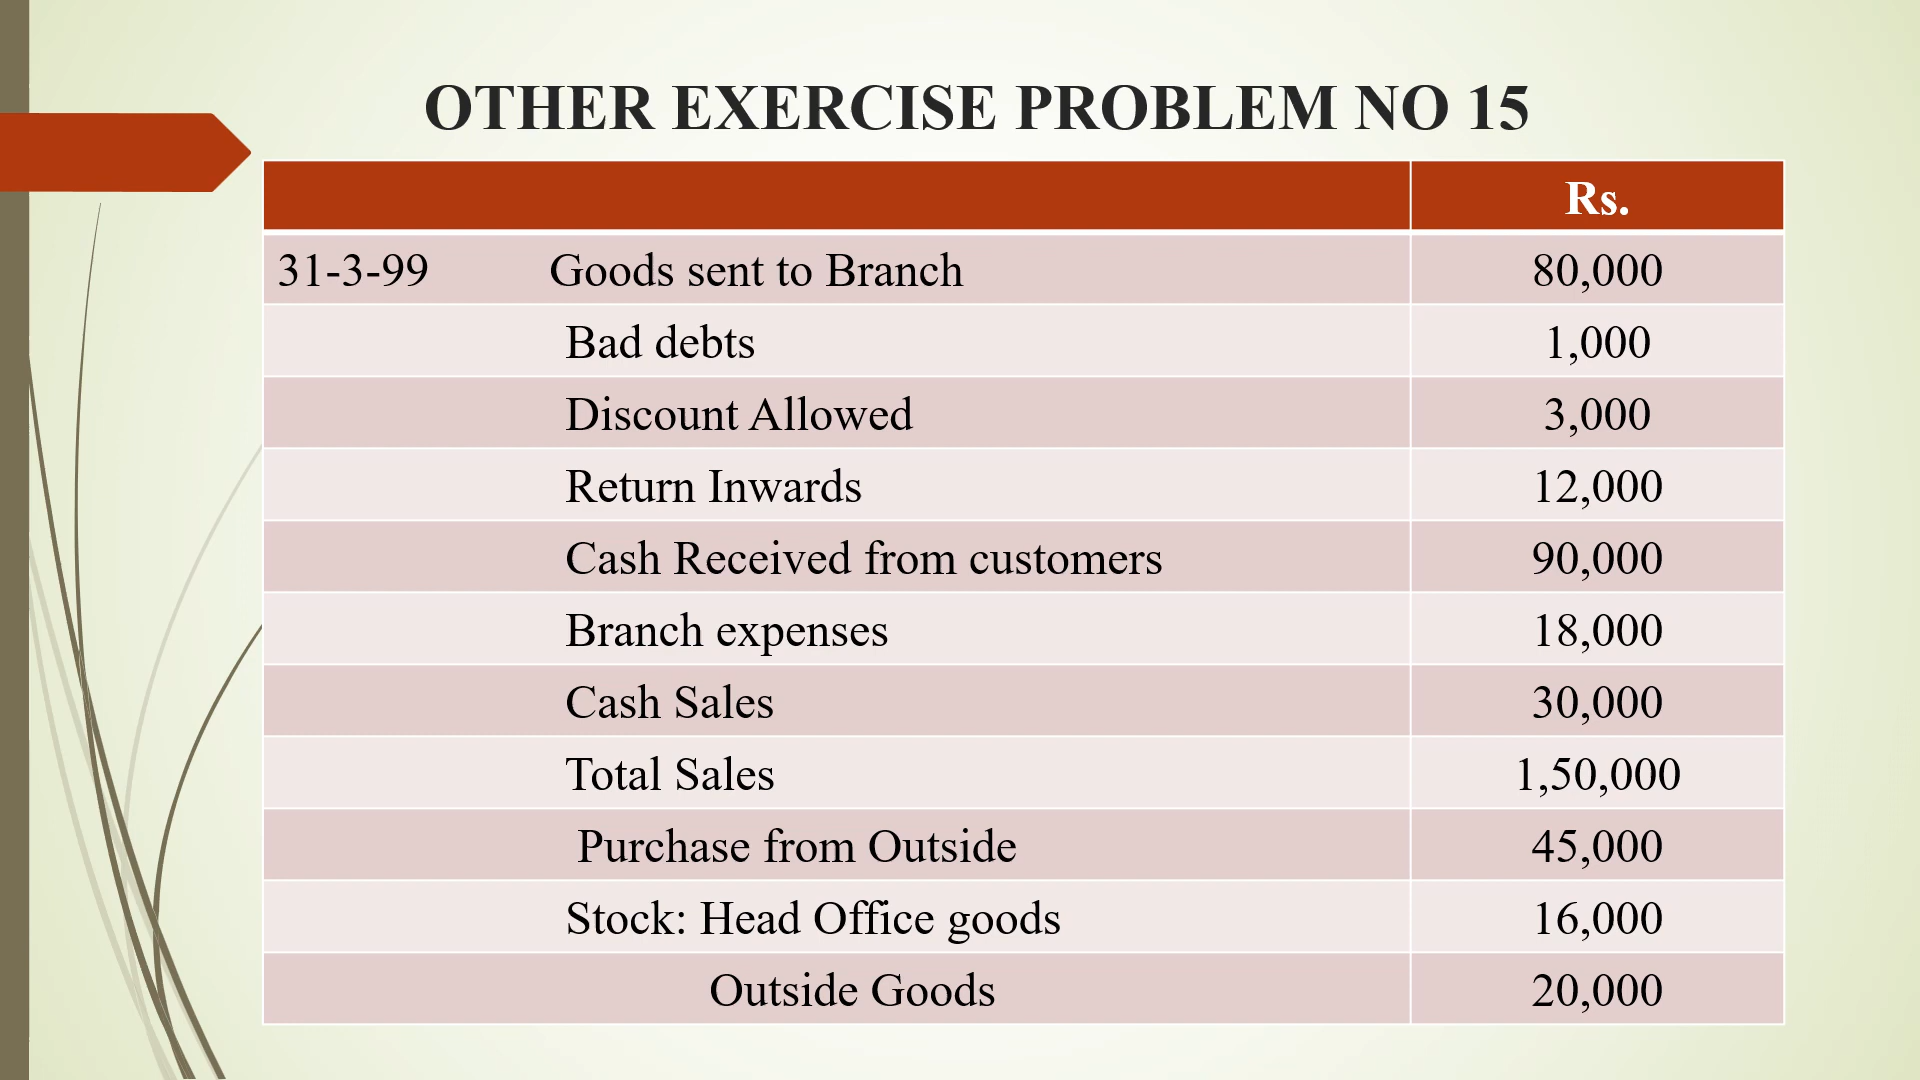 OTHER EXERCISE PROBLEM NO 15
Rs.
31-3-99 Goods sent to Branch 80,000
Bad debts 1,000
Discount Allowed 3,000
Return Inwards 12,000
Cash Received from customers 90,000
Branch expenses 18,000
Cash Sales 30,000
Total Sales 1,50,000
Purchase from Outside 45,000
Stock: Head Office goods 16,000
Outside Goods 20,000